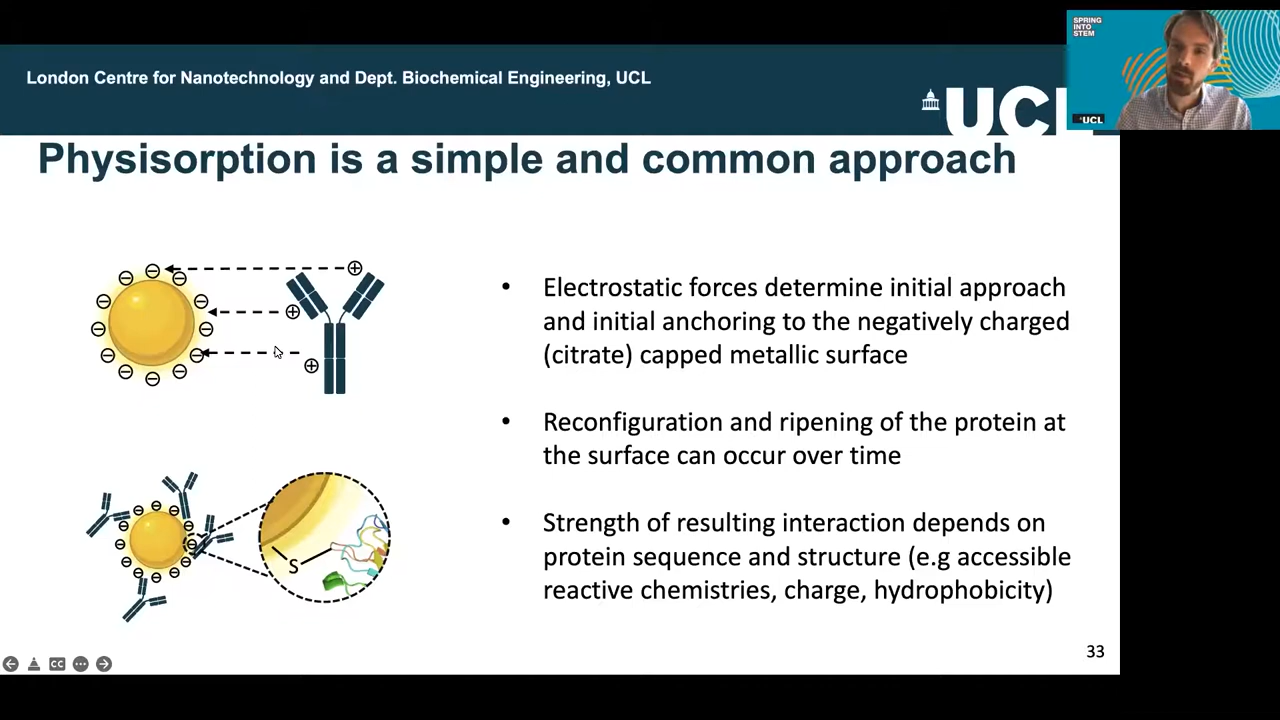 SPRING
INTO
STEM
London Centre for Nanotechnology and Dept. Biochemical Engineering, UCL
UCL
UCL
Physisorption is a simple and common approach
• Electrostatic forces determine initial approach
and initial anchoring to the negatively charged
(citrate) capped metallic surface
• Reconfiguration and ripening of the protein at
the surface can occur over time
• Strength of resulting interaction depends on
protein sequence and structure (e.g accessible
reactive chemistries, charge, hydrophobicity)
S
CC
33